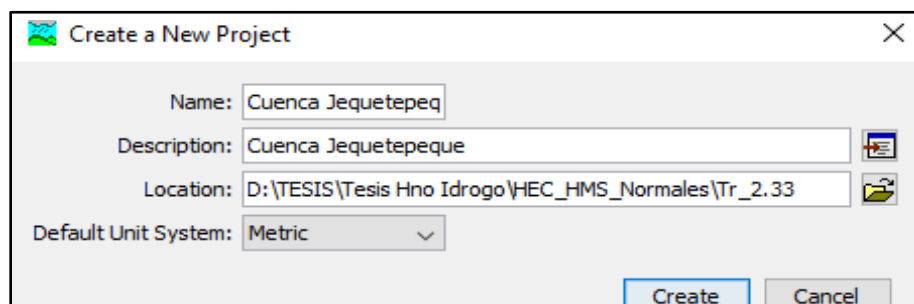 Create a New Project
Name: Cuenca Jequetepeq
Description: Cuenca Jequetepeque
Location: D:\TESIS\Tesis Hno Idrogo\HEC_HMS_Normales\Tr_2.33
Default Unit System: Metric
Create Cancel